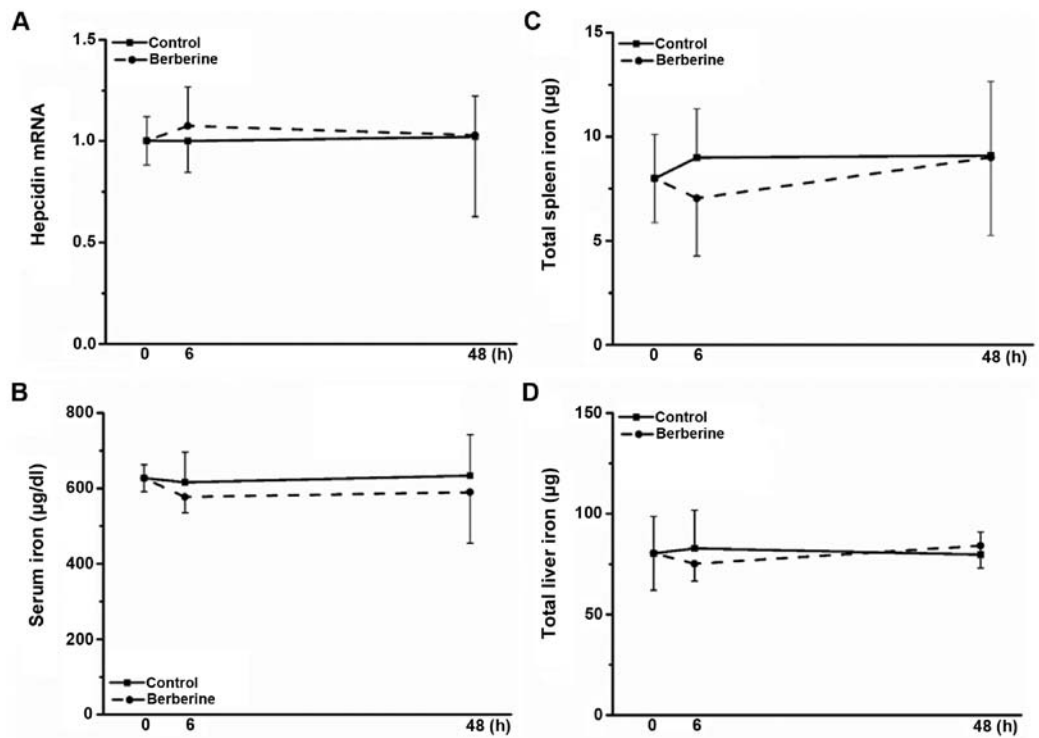 A
Control
Berberine
Hepcidin mRNA
1.5
1.0
0.5
0.0
0 6 48 (h)
B
Serum iron (µg/dl)
800
600
400
200
0
Control
Berberine
0 6 48 (h)
C
Control
Berberine
Total spleen iron (µg)
15
10
5
0
0 6 48 (h)
D
Control
Berberine
Total liver iron (µg)
150
100
50
0
0 6 48 (h)